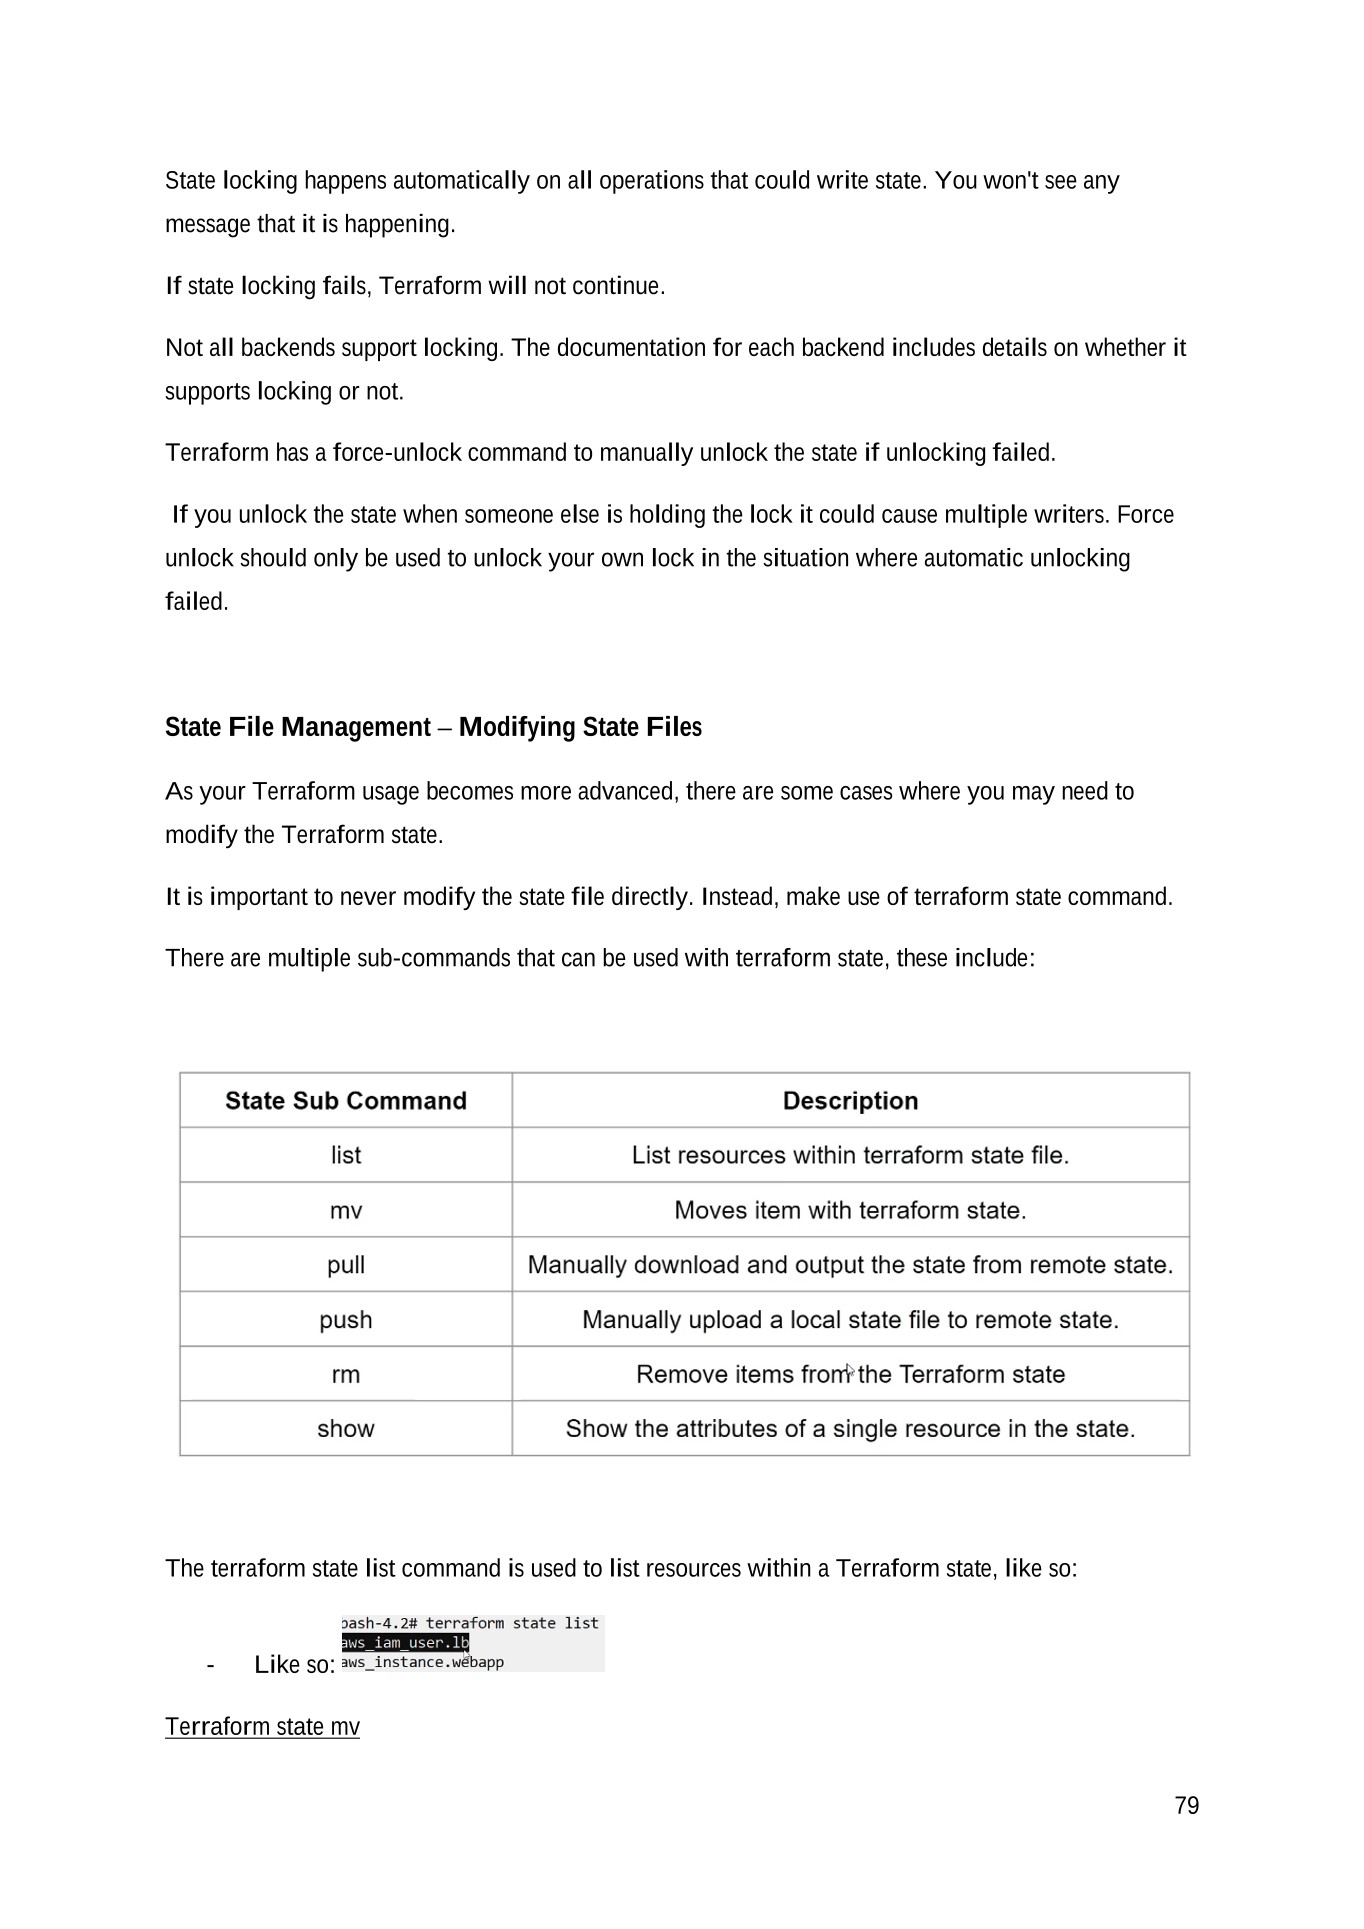 State locking happens automatically on all operations that could write state. You won't see any
message that it is happening.
If state locking fails, Terraform will not continue.
Not all backends support locking. The documentation for each backend includes details on whether it
supports locking or not.
Terraform has a force-unlock command to manually unlock the state if unlocking failed.
If you unlock the state when someone else is holding the lock it could cause multiple writers. Force
unlock should only be used to unlock your own lock in the situation where automatic unlocking
failed.
State File Management – Modifying State Files
As your Terraform usage becomes more advanced, there are some cases where you may need to
modify the Terraform state.
It is important to never modify the state file directly. Instead, make use of terraform state command.
There are multiple sub-commands that can be used with terraform state, these include:
State Sub Command Description
list List resources within terraform state file.
mv Moves item with terraform state.
pull Manually download and output the state from remote state.
push Manually upload a local state file to remote state.
rm Remove items from the Terraform state
show Show the attributes of a single resource in the state.
The terraform state list command is used to list resources within a Terraform state, like so:
bash-4.2# terraform state list
aws_iam_user.lb
- Like so: aws_instance.webapp
Terraform state mv
79